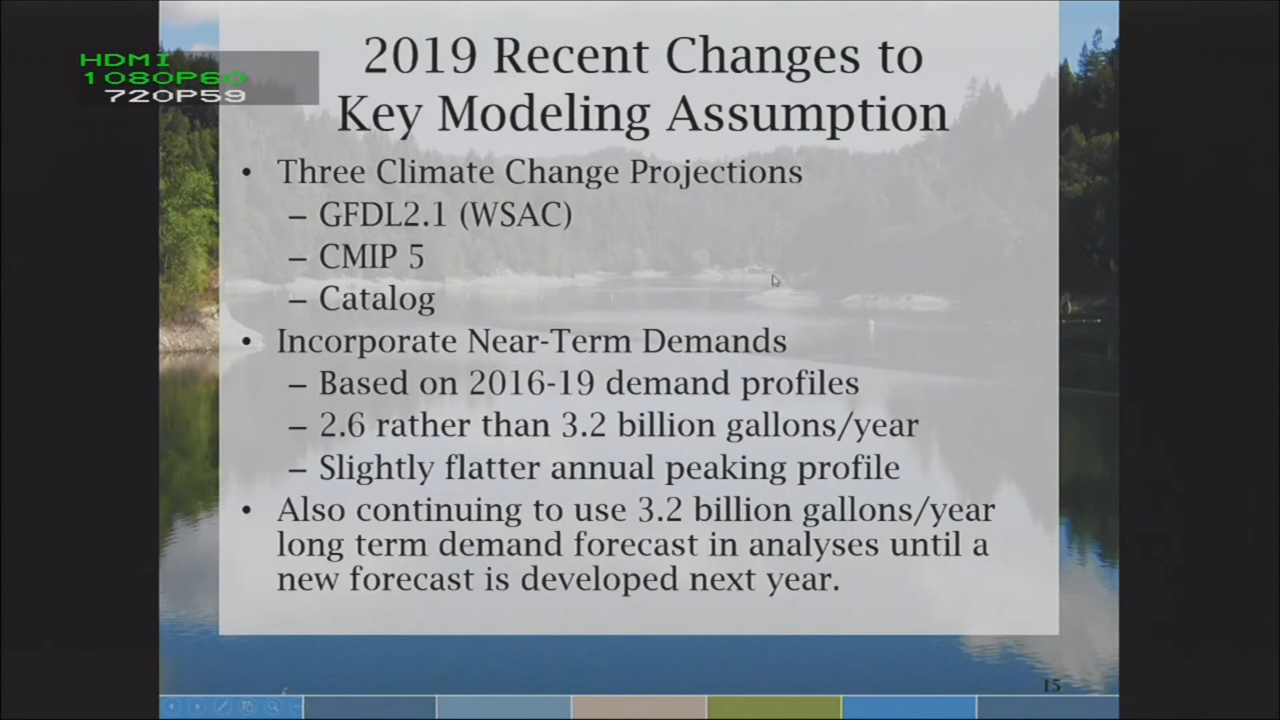 HDMI
1080P60
720P59
2019 Recent Changes to
Key Modeling Assumption
• Three Climate Change Projections
– GFDL2.1 (WSAC)
– CMIP 5
– Catalog
• Incorporate Near-Term Demands
– Based on 2016-19 demand profiles
– 2.6 rather than 3.2 billion gallons/year
– Slightly flatter annual peaking profile
• Also continuing to use 3.2 billion gallons/year
long term demand forecast in analyses until a
new forecast is developed next year.
15